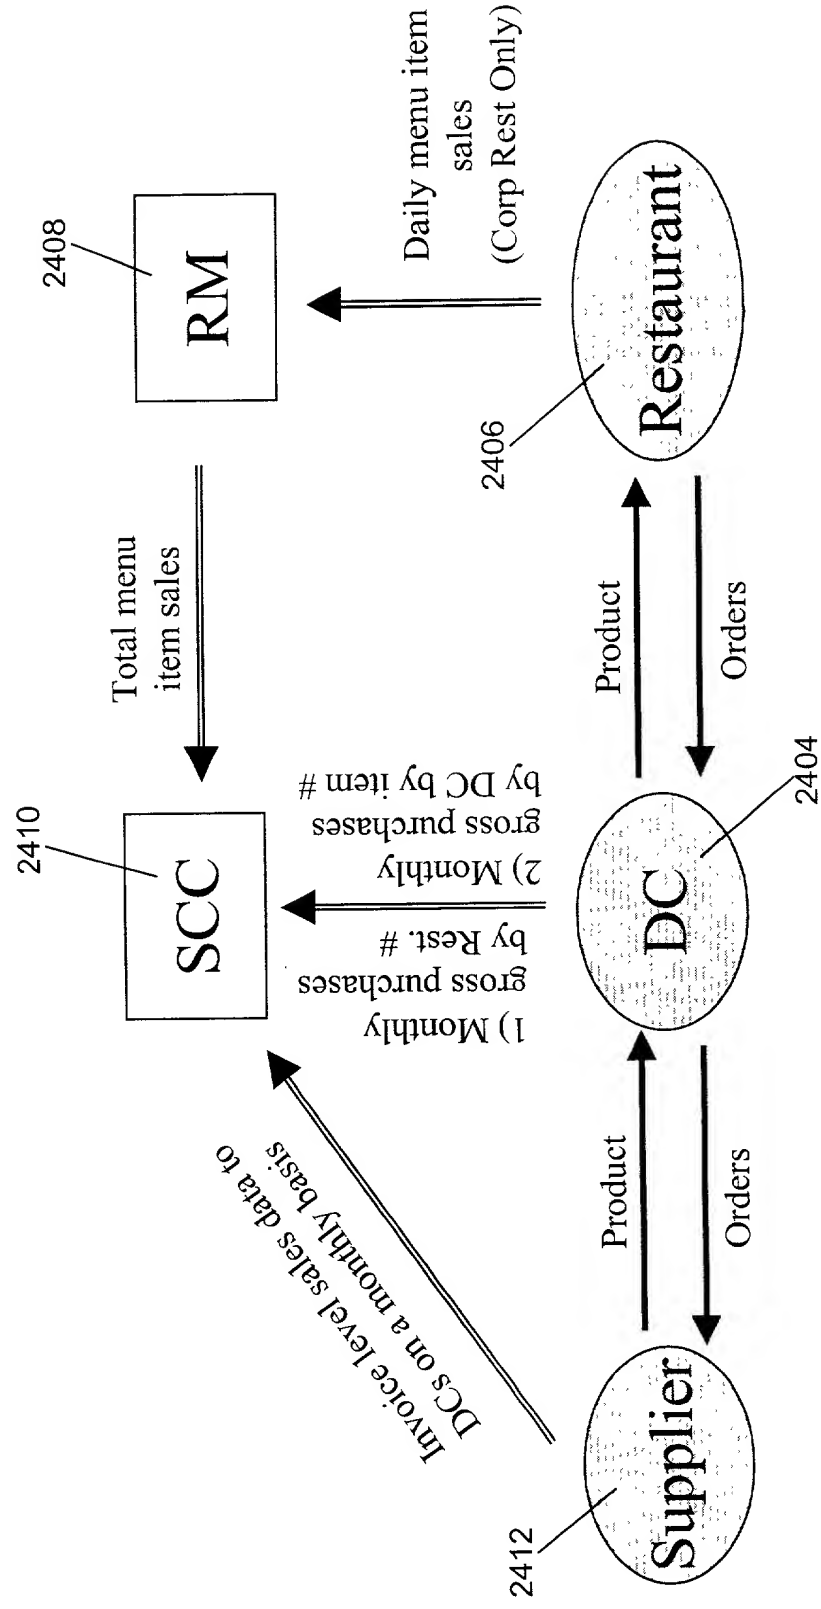 2410
SCC
Total menu
item sales
2408
RM
Invoice level sales data to
DCs on a monthly basis
1) Monthly
gross purchases
by Rest. #
2) Monthly
gross purchases
by DC by item #
Daily menu item
sales
(Corp Rest Only)
2412
Supplier
Product
Orders
DC
2404
Product
Orders
2406
Restaurant